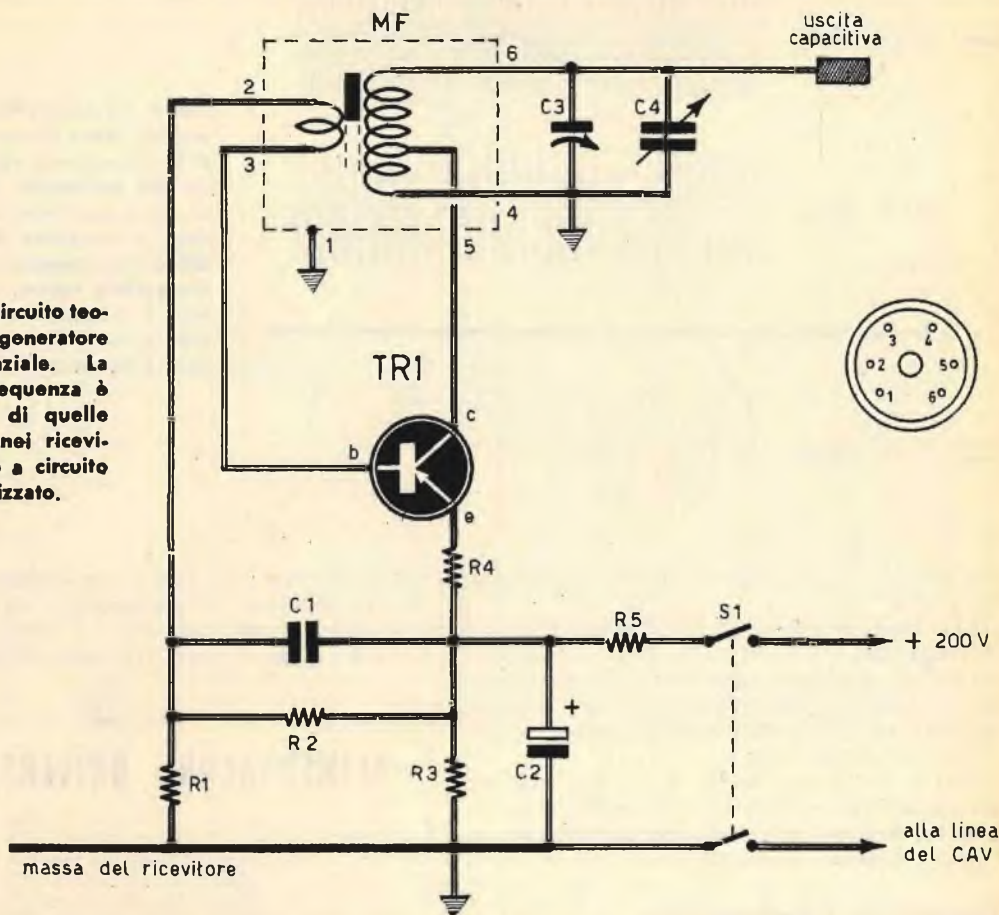 MF
uscita
capacitiva
6
2
3
C3
C4
4
1
5
ircuito teo-
generatore
aziale. La
equenza è
di quelle
nei ricevi-
a circuito
izzato.
TR1
3
4
2
5
1
6
c
b
e
R4
C1
R5
S1
+ 200 V
R2
+
C2
R3
R1
alla linea
del CAV
massa del ricevitore